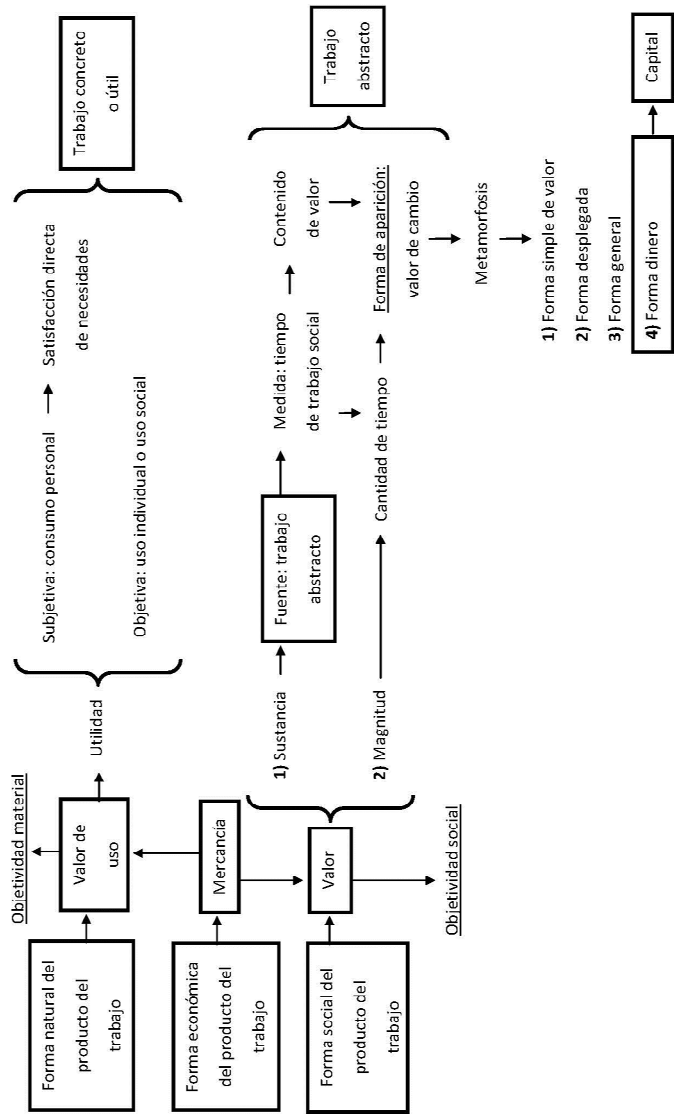 Forma natural del
producto del
trabajo
Forma económica
del producto del
trabajo
Forma social del
producto del
trabajo
Objetividad material
Valor de
uso
Mercancía
Valor
Objetividad social
Utilidad
1) Sustancia
2) Magnitud
Subjetiva: consumo personal
Satisfacción directa
de necesidades
Objetiva: uso individual o uso social
Trabajo concreto
o útil
Fuente: trabajo
abstracto
Medida: tiempo
de trabajo social
Contenido
de valor
Cantidad de tiempo
Forma de aparición:
valor de cambio
Trabajo
abstracto
Metamorfosis
1) Forma simple de valor
2) Forma desplegada
3) Forma general
4) Forma dinero
Capital